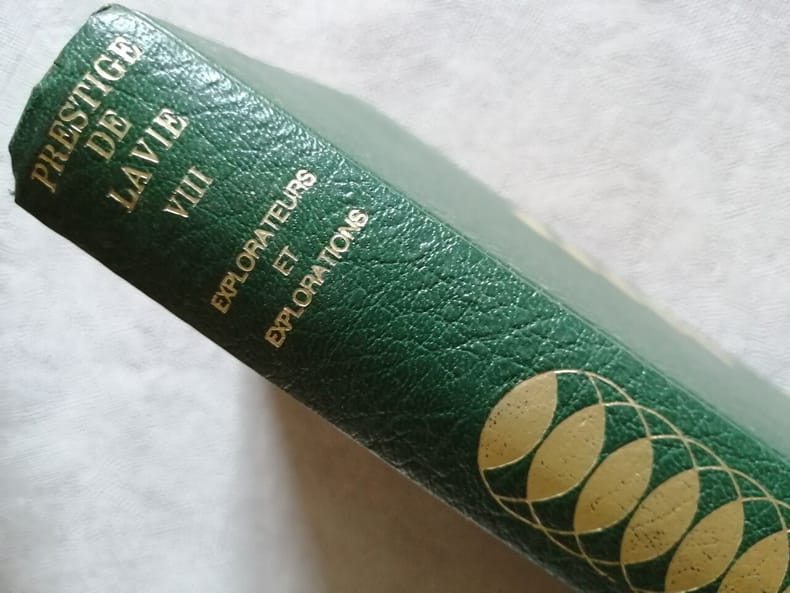 PRESTIGE
DE
LA VIE
VIII
EXPLORATEURS
ET
EXPLORATIONS